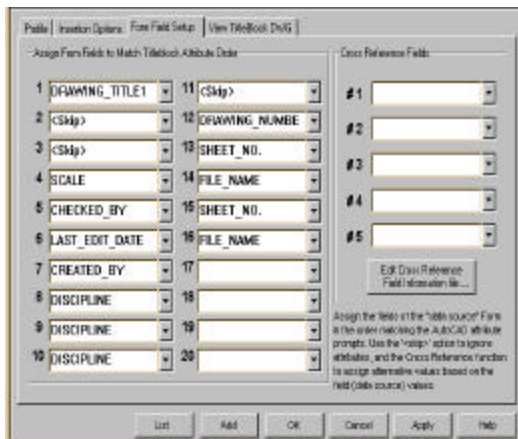 Profile Insertion Options Form Field Setup View TitleBlock DWG
Assign Form Fields to Match Titleblock Attribute Order
1 DRAWING_TITLE1
2 <Skip>
3 <Skip>
4 SCALE
5 CHECKED_BY
6 LAST_EDIT_DATE
7 CREATED_BY
8 DISCIPLINE
9 DISCIPLINE
10 DISCIPLINE
11 <Skip>
12 DRAWING_NUMBE
13 SHEET_NO.
14 FILE_NAME
15 SHEET_NO.
16 FILE_NAME
17
18
19
20
Cross Reference Fields
#1
#2
#3
#4
#5
Edit Cross Reference
Field Information file...
Assign the fields of the "data source" Form
in the order matching the AutoCAD attribute
prompts. Use the '<skip>' option to ignore
attributes, and the Cross Reference function
to assign alternative values based on the
field (data source) values.
List Add OK Cancel Apply Help